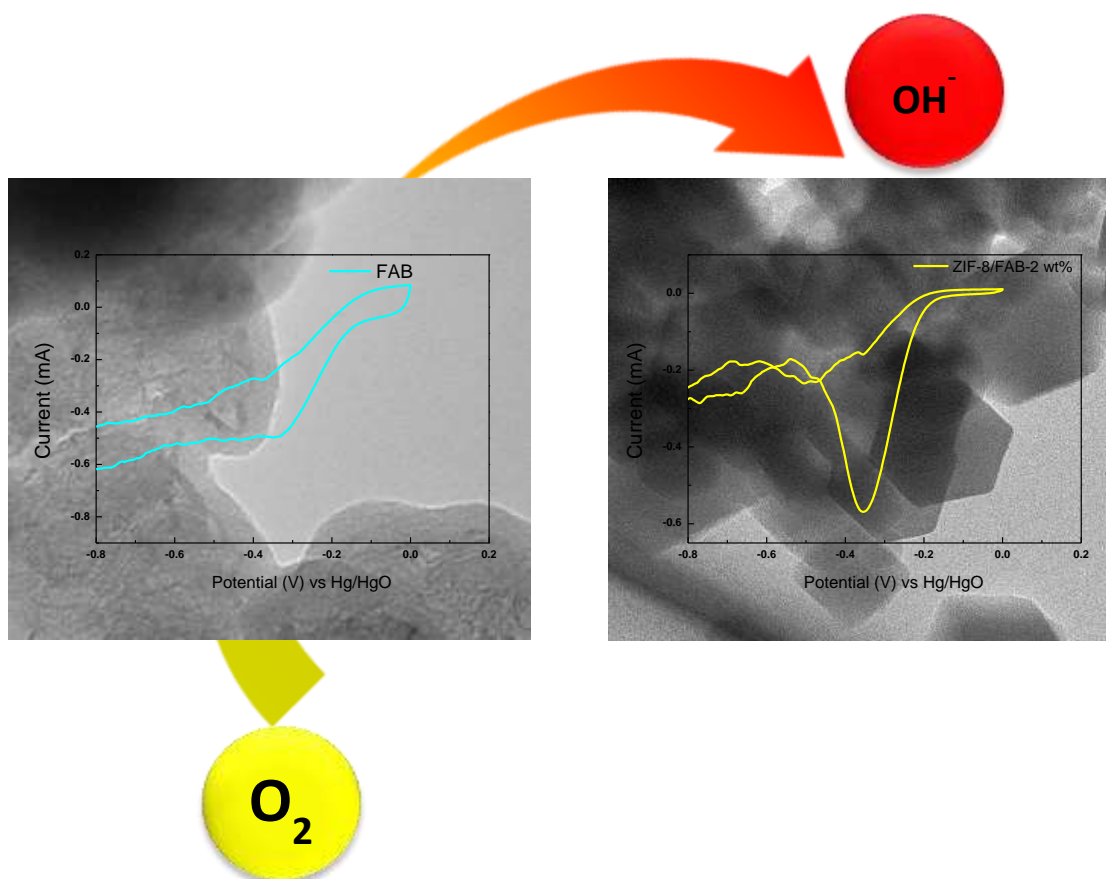 OH⁻
FAB
0.2
0.0
-0.2
-0.4
-0.6
-0.8
Current (mA)
-0.8 -0.6 -0.4 -0.2 0.0 0.2
Potential (V) vs Hg/HgO
ZIF-8/FAB-2 wt%
0.0
-0.2
-0.4
-0.6
Current (mA)
-0.8 -0.6 -0.4 -0.2 0.0 0.2
Potential (V) vs Hg/HgO
O₂